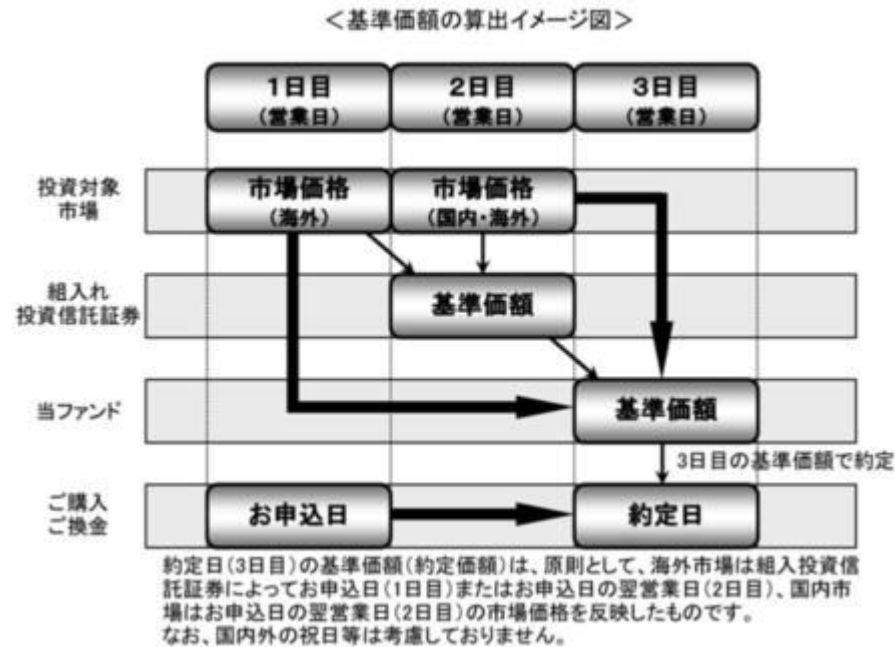 ＜基準価額の算出イメージ図＞
1日目
（営業日）
2日目
（営業日）
3日目
（営業日）
投資対象
市場
市場価格
（海外）
市場価格
（国内・海外）
組入れ
投資信託証券
基準価額
当ファンド
基準価額
3日目の基準価額で約定
ご購入
ご換金
お申込日
約定日
約定日（3日目）の基準価額（約定価額）は、原則として、海外市場は組入投資信
託証券によってお申込日（1日目）またはお申込日の翌営業日（2日目）、国内市
場はお申込日の翌営業日（2日目）の市場価格を反映したものです。
なお、国内外の祝日等は考慮しておりません。